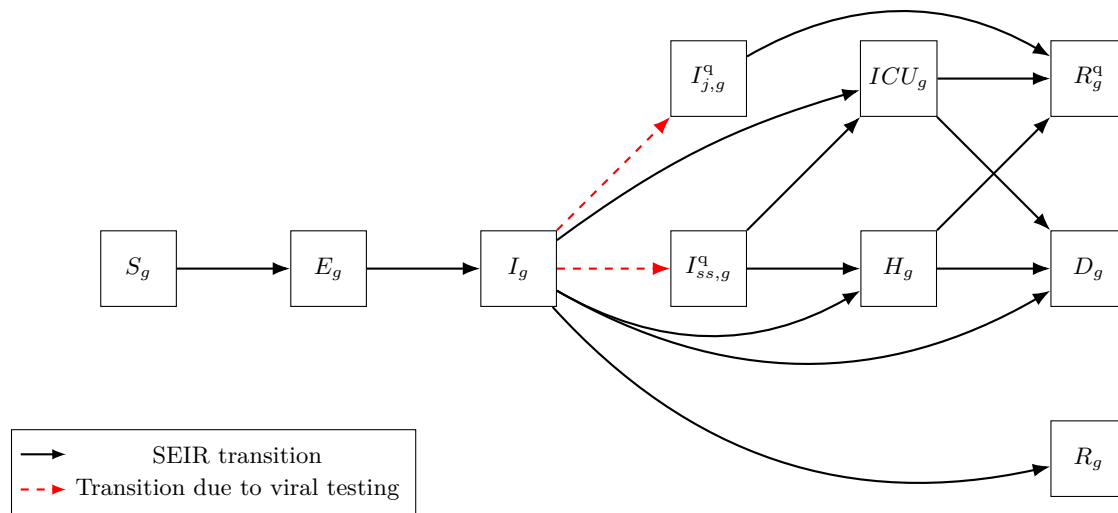 I^q_{j,g}
ICU_g
R^q_g
S_g
E_g
I_g
I^q_{ss,g}
H_g
D_g
R_g
SEIR transition
Transition due to viral testing